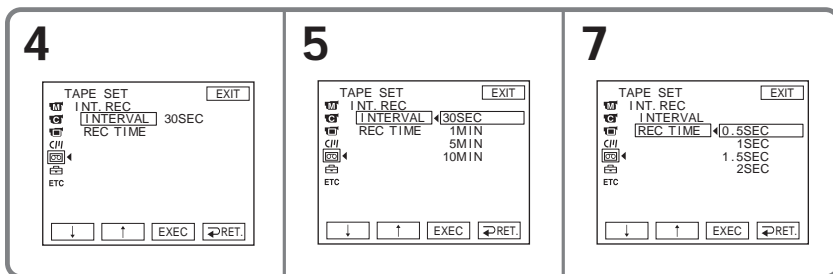 4
TAPE SET EXIT
INT. REC
INTERVAL 30SEC
REC TIME
ETC
↓ ↑ EXEC RET.
5
TAPE SET EXIT
INT. REC
INTERVAL 30SEC
REC TIME 1MIN
5MIN
10MIN
ETC
↓ ↑ EXEC RET.
7
TAPE SET EXIT
INT. REC
INTERVAL
REC TIME 0.5SEC
1SEC
1.5SEC
2SEC
ETC
↓ ↑ EXEC RET.